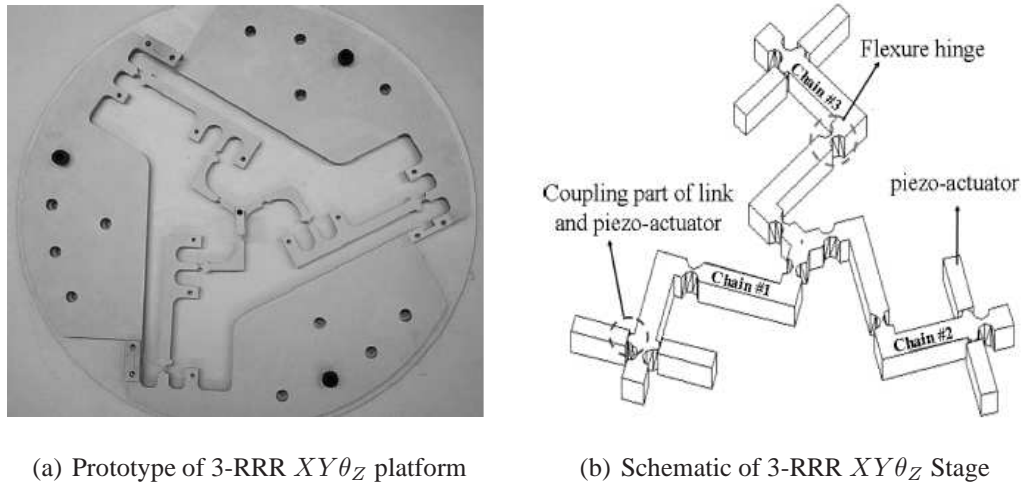 Flexure hinge
Chain #3
Coupling part of link
and piezo-actuator
piezo-actuator
Chain #1
Chain #2
(a) Prototype of 3-RRR XYθZ platform
(b) Schematic of 3-RRR XYθZ Stage